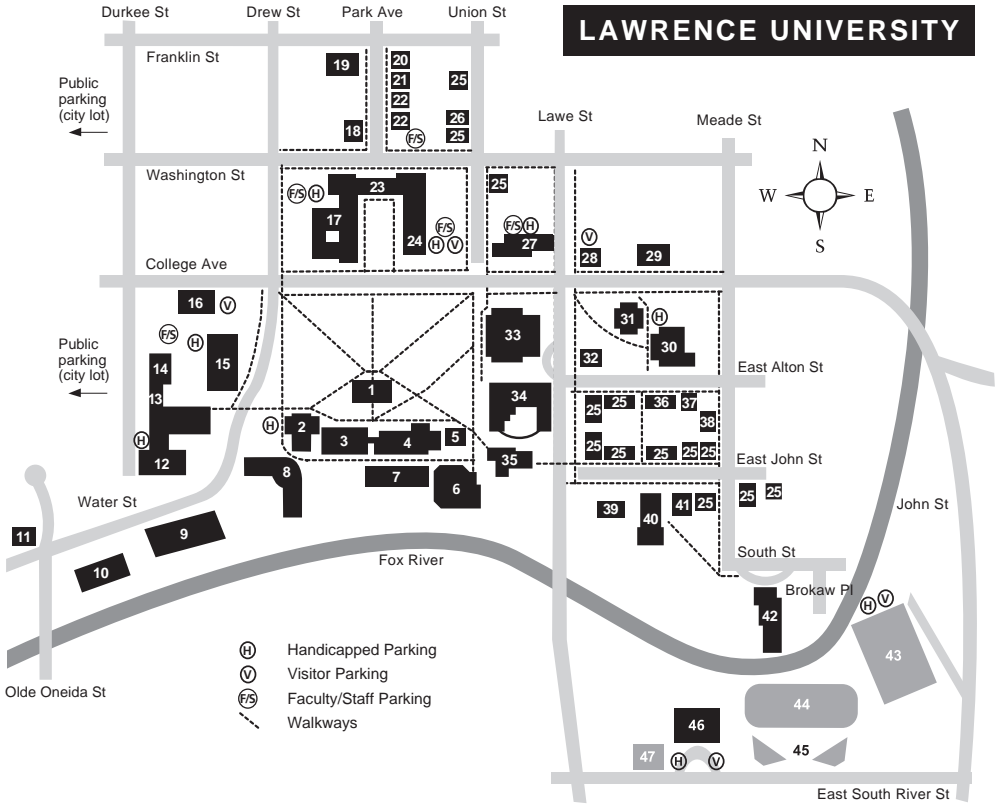 Durkee St
Drew St
Park Ave
Union St
LAWRENCE UNIVERSITY
Franklin St
19
20
21
22
22
18
F/S
25
26
25
Public
parking
(city lot)
Lawe St
Meade St
N
W
E
S
Washington St
F/S
H
23
17
24
F/S
H
V
25
F/S
H
27
V
28
29
College Ave
16
V
F/S
H
15
14
13
H
12
Public
parking
(city lot)
33
31
H
30
32
East Alton St
1
34
H
2
3
4
5
35
25
25
36
37
38
25
25
25
25
25
East John St
8
7
6
39
40
41
25
25
25
Water St
11
9
10
John St
South St
Fox River
Brokaw Pl
42
H
V
43
H
Handicapped Parking
V
Visitor Parking
F/S
Faculty/Staff Parking
Walkways
Olde Oneida St
44
46
45
47
H
V
East South River St